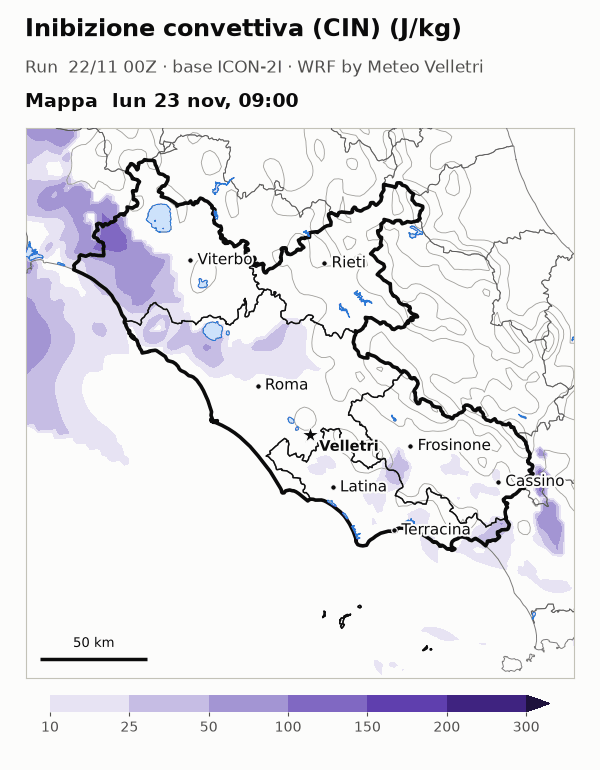 Inibizione convettiva (CIN) (J/kg)
Run  22/11 00Z · base ICON-2I · WRF by Meteo Velletri
Mappa  lun 23 nov, 09:00
Viterbo
Rieti
Roma
Velletri
Frosinone
Cassino
Latina
Terracina
50 km
10 25 50 100 150 200 300